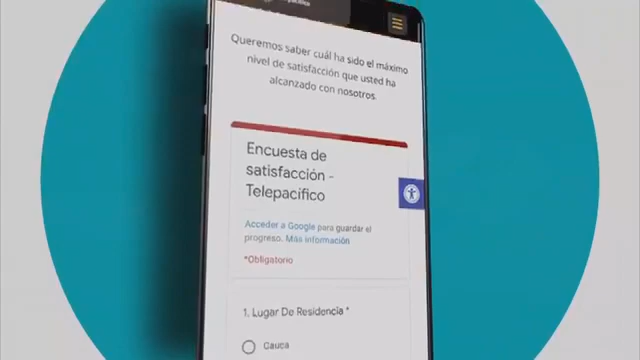 Queremos saber cuál ha sido el máximo
nivel de satisfacción que usted ha
alcanzado con nosotros.
Encuesta de
satisfacción -
Telepacífico
Acceder a Google para guardar el
progreso. Más información
*Obligatorio
1. Lugar De Residencia *
Cauca